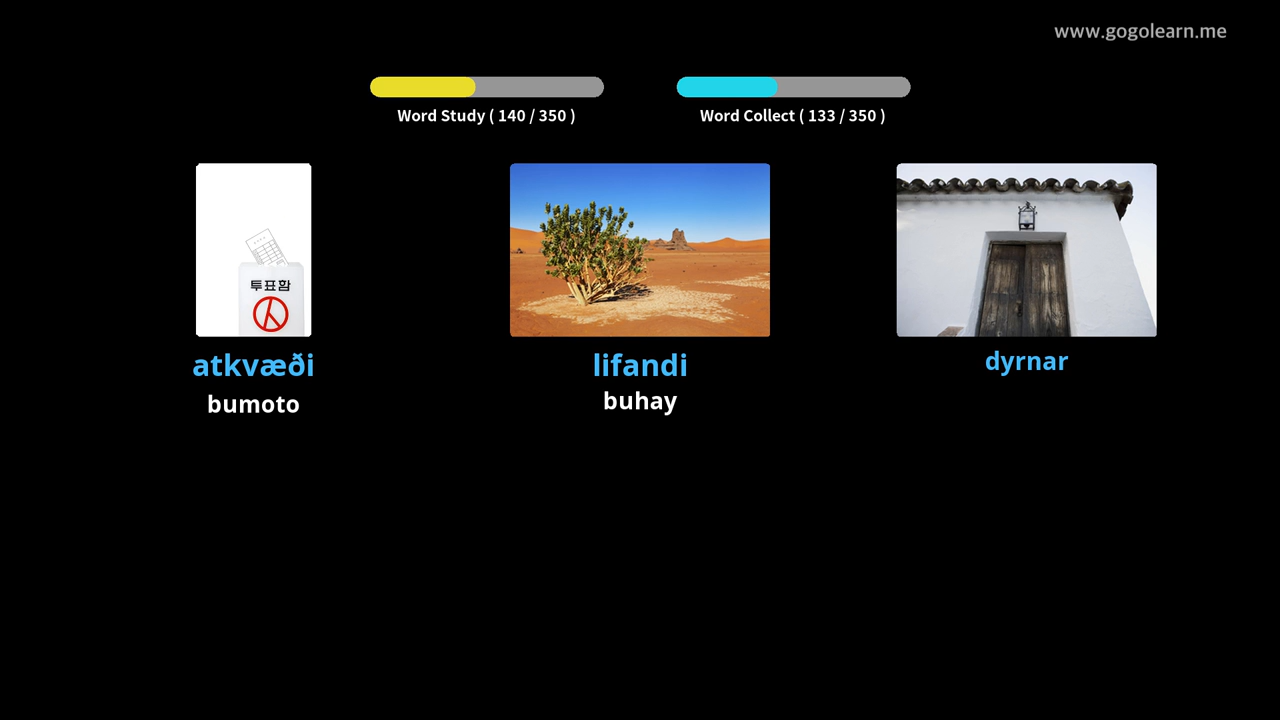 www.gogolearn.me
Word Study ( 140 / 350 )
Word Collect ( 133 / 350 )
투표함
atkvæði
bumoto
lifandi
buhay
dyrnar